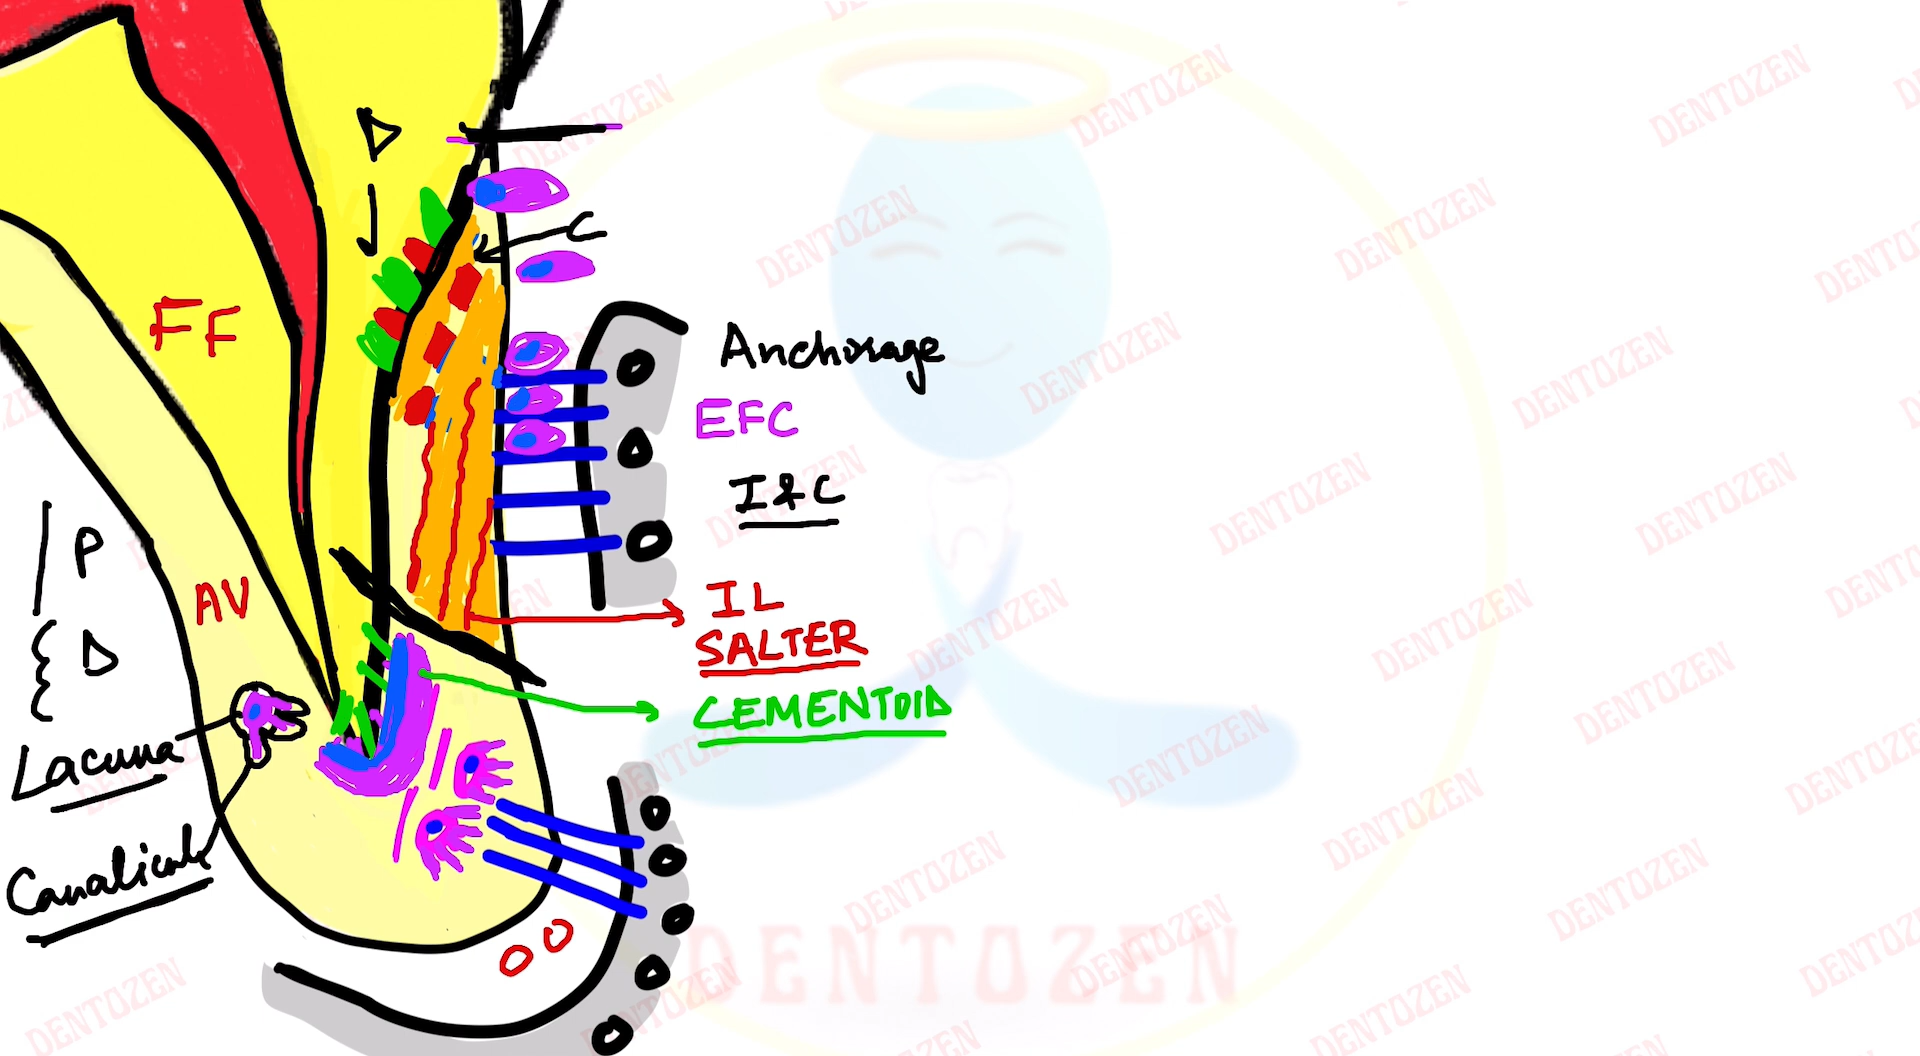 D
J
C
FF
Anchorage
EFC
I & C
P
AV
IL
SALTER
D
CEMENTOID
Lacuna
Canaliculi
DENTOZEN